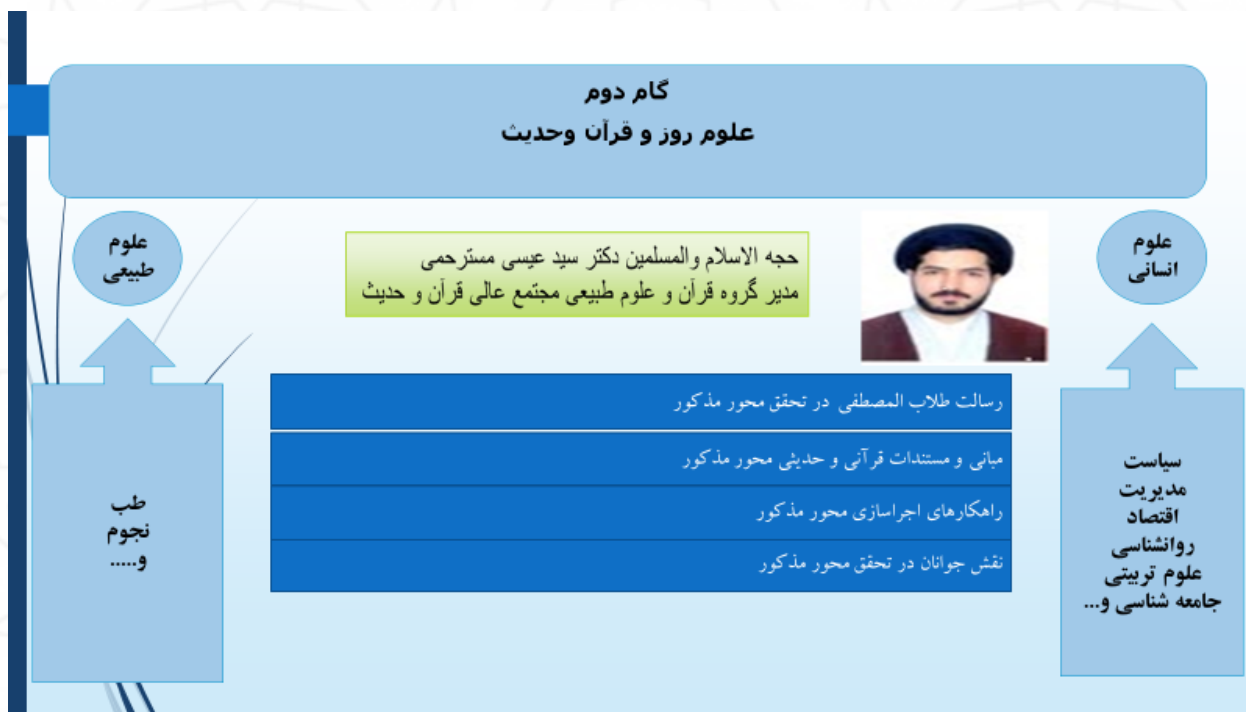 گام دوم
علوم روز و قرآن وحدیث
علوم
انسانی
حجه الاسلام والمسلمین دکتر سید عیسی مسترحمی
مدیر گروه قرآن و علوم طبیعی مجتمع عالی قرآن و حدیث
علوم
طبیعی
سیاست
مدیریت
اقتصاد
روانشناسی
علوم تربیتی
جامعه شناسی و...
رسالت طلاب المصطفی در تحقق محور مذکور
مبانی و مستندات قرآنی و حدیثی محور مذکور
راهکارهای اجراسازی محور مذکور
نقش جوانان در تحقق محور مذکور
طب
نجوم
و.....